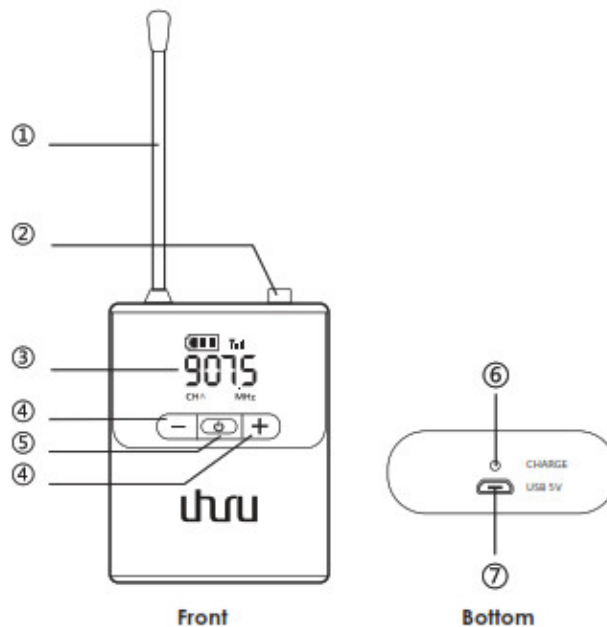 ①
②
③
907.5
CH^ MHz
④
− +
⑤
④
uhuru
Front
⑥
CHARGE
USB 5V
⑦
Bottom